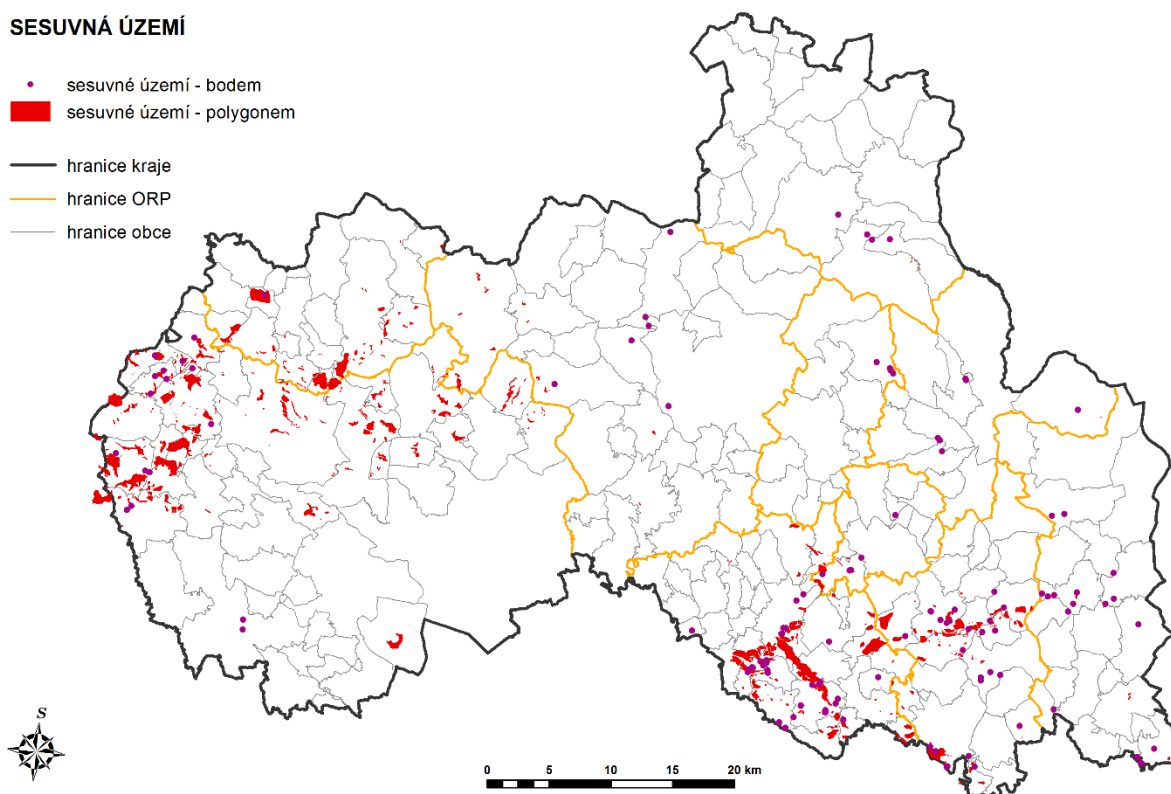 SESUVNÁ ÚZEMÍ
sesuvné území - bodem
sesuvné území - polygonem
hranice kraje
hranice ORP
hranice obce
S
0 5 10 15 20 km